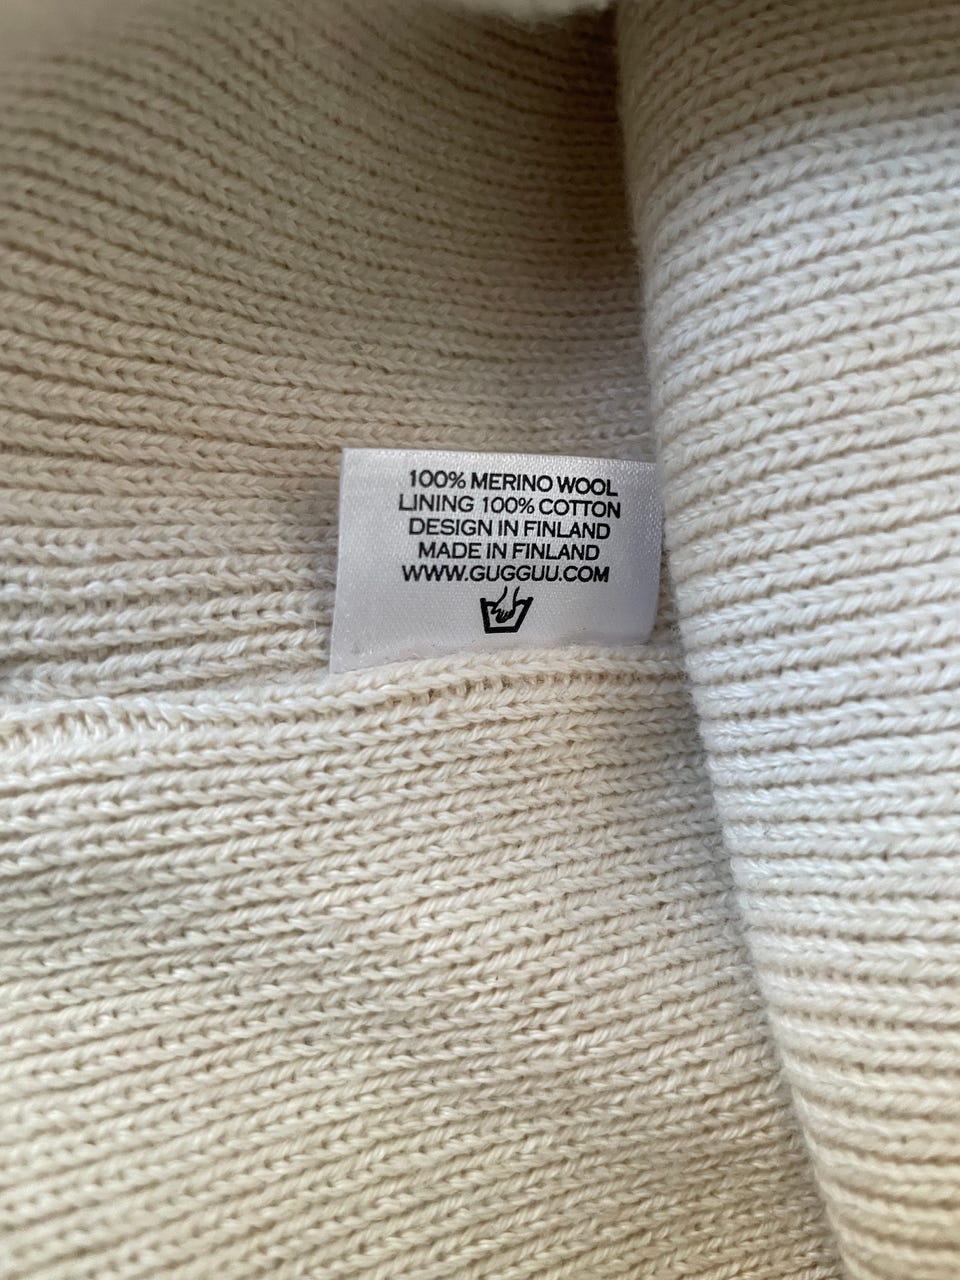 100% MERINO WOOL
LINING 100% COTTON
DESIGN IN FINLAND
MADE IN FINLAND
WWW.GUGGUU.COM